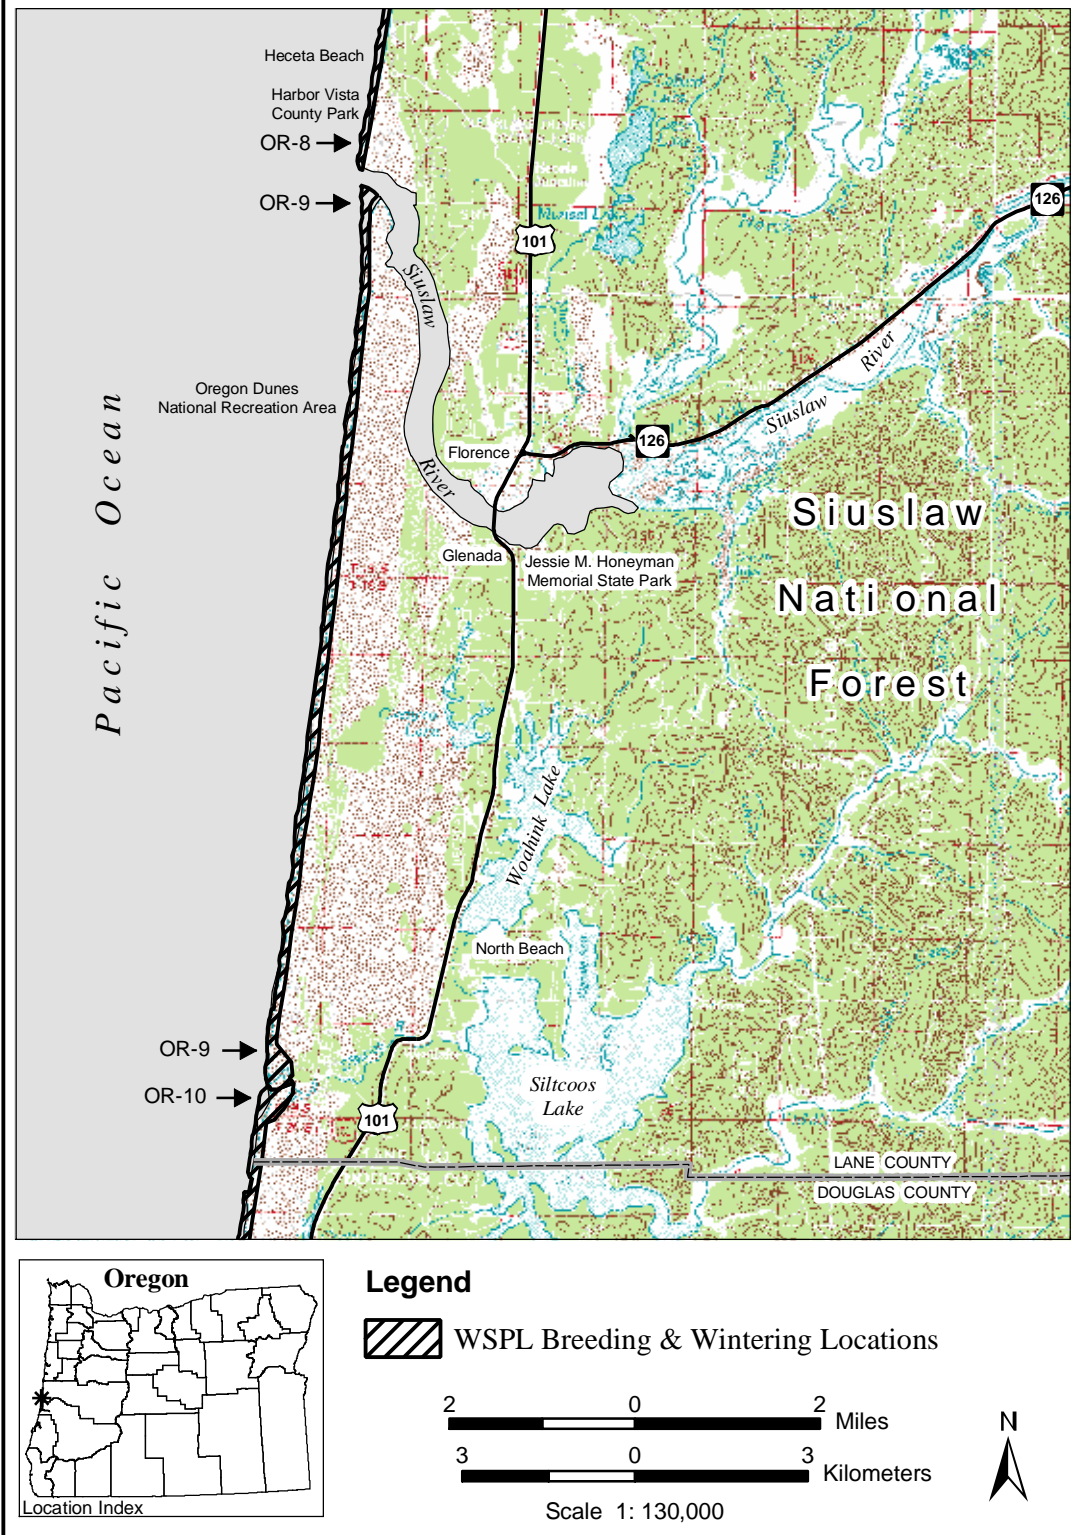 Heceta Beach
Harbor Vista
County Park
OR-8
OR-9
101
126
Siuslaw
River
Siuslaw
River
Oregon Dunes
National Recreation Area
Pacific Ocean
Florence
126
Siuslaw
National
Forest
Glenada
Jessie M. Honeyman
Memorial State Park
Woahink Lake
North Beach
OR-9
OR-10
Siltcoos
Lake
101
LANE COUNTY
DOUGLAS COUNTY
Oregon
Location Index
Legend
WSPL Breeding & Wintering Locations
2 0 2
Miles
3 0 3
Kilometers
Scale 1: 130,000
N